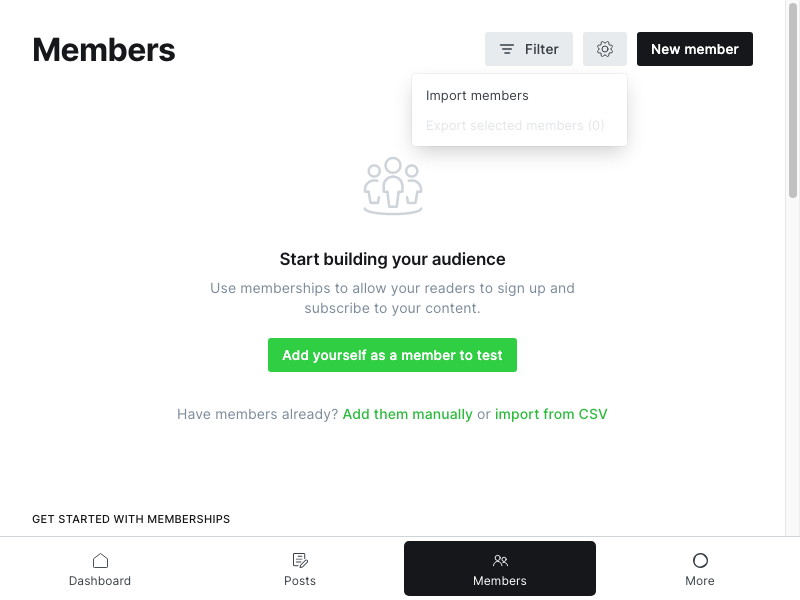 Members
Filter
New member
Import members
Export selected members (0)
Start building your audience
Use memberships to allow your readers to sign up and
subscribe to your content.
Add yourself as a member to test
Have members already? Add them manually or import from CSV
GET STARTED WITH MEMBERSHIPS
Dashboard
Posts
Members
More